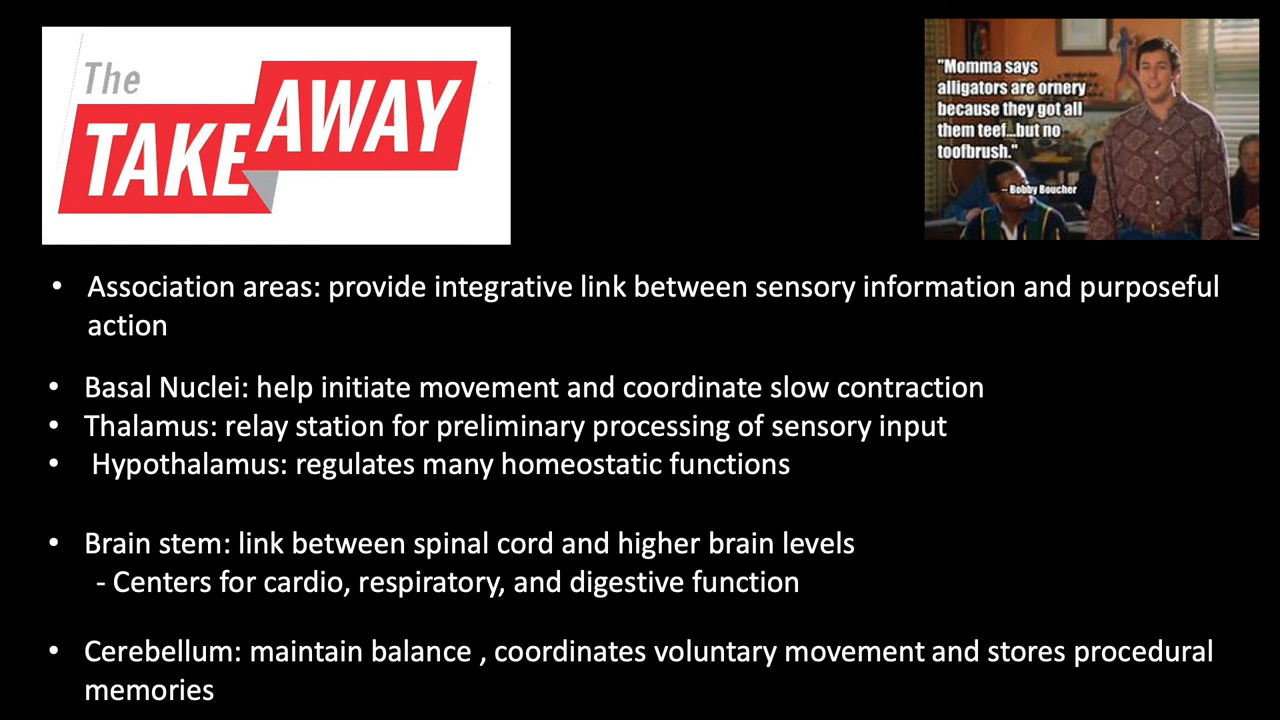 The
TAKE AWAY
"Momma says
alligators are ornery
because they got all
them teef...but no
toofbrush."
– Bobby Boucher
• Association areas: provide integrative link between sensory information and purposeful
action
• Basal Nuclei: help initiate movement and coordinate slow contraction
• Thalamus: relay station for preliminary processing of sensory input
• Hypothalamus: regulates many homeostatic functions
• Brain stem: link between spinal cord and higher brain levels
- Centers for cardio, respiratory, and digestive function
• Cerebellum: maintain balance , coordinates voluntary movement and stores procedural
memories